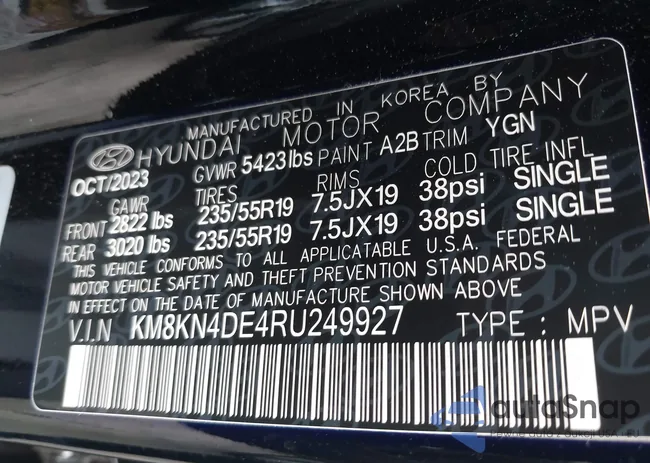 MANUFACTURED IN KOREA BY
HYUNDAI MOTOR COMPANY
OCT/2023 GVWR 5423lbs PAINT A2B TRIM YGN
GAWR TIRES RIMS COLD TIRE INFL
FRONT 2822 lbs 235/55R19 7.5JX19 38psi SINGLE
REAR 3020 lbs 235/55R19 7.5JX19 38psi SINGLE
THIS VEHICLE CONFORMS TO ALL APPLICATABLE U.S.A. FEDERAL
MOTOR VEHICLE SAFETY AND THEFT PREVENTION STANDARDS
IN EFFECT ON THE DATE OF MANUFACTURE SHOWN ABOVE
V.I.N KM8KN4DE4RU249927 TYPE : MPV
autoSnap